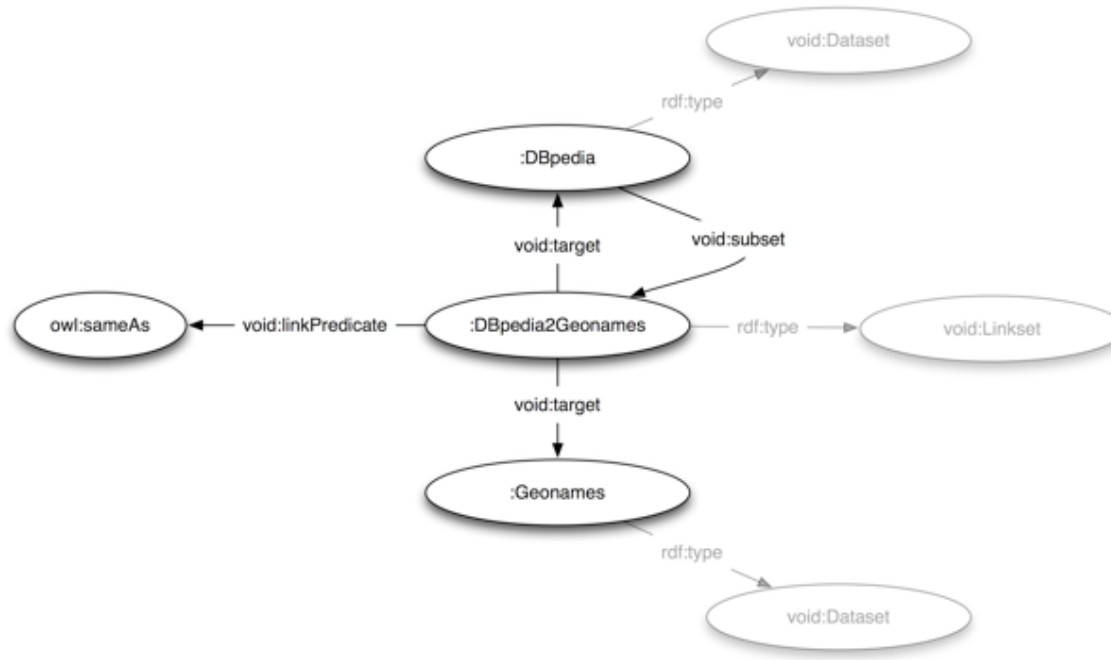 void:Dataset
rdf:type
:DBpedia
void:subset
void:target
owl:sameAs
void:linkPredicate
:DBpedia2Geonames
rdf:type
void:Linkset
void:target
:Geonames
rdf:type
void:Dataset